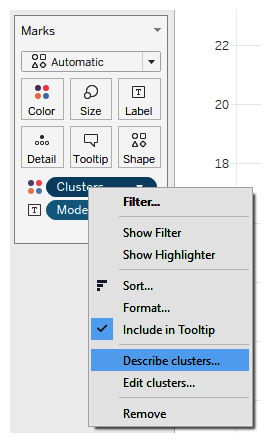 Marks
Automatic
Color Size Label
Detail Tooltip Shape
Clusters
Mode
Filter...
Show Filter
Show Highlighter
Sort...
Format...
Include in Tooltip
Describe clusters...
Edit clusters...
Remove
22
20
18